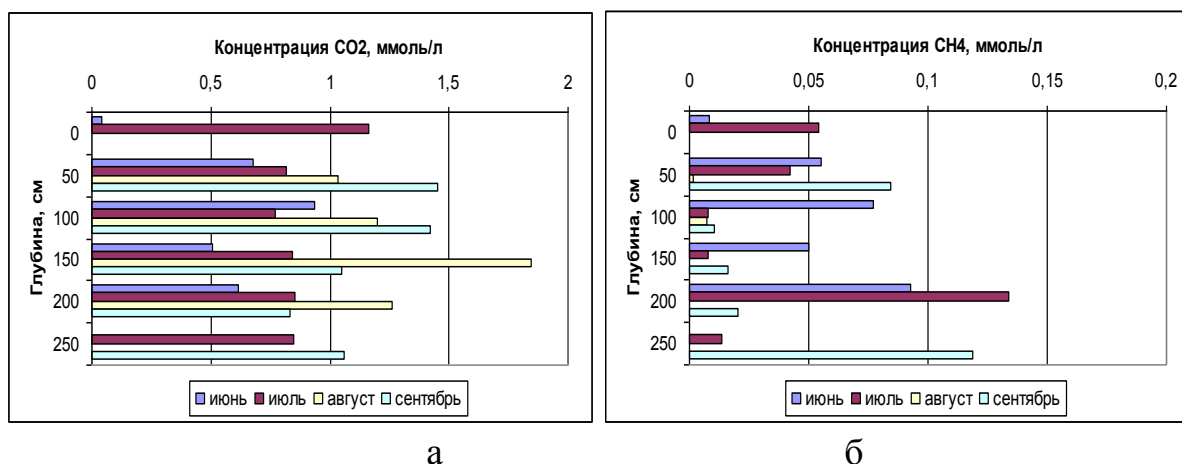 Концентрация CO2, ммоль/л
0 0,5 1 1,5 2
Глубина, см
0
50
100
150
200
250
июнь июль август сентябрь
а
Концентрация CH4, ммоль/л
0 0,05 0,1 0,15 0,2
Глубина, см
0
50
100
150
200
250
июнь июль август сентябрь
б